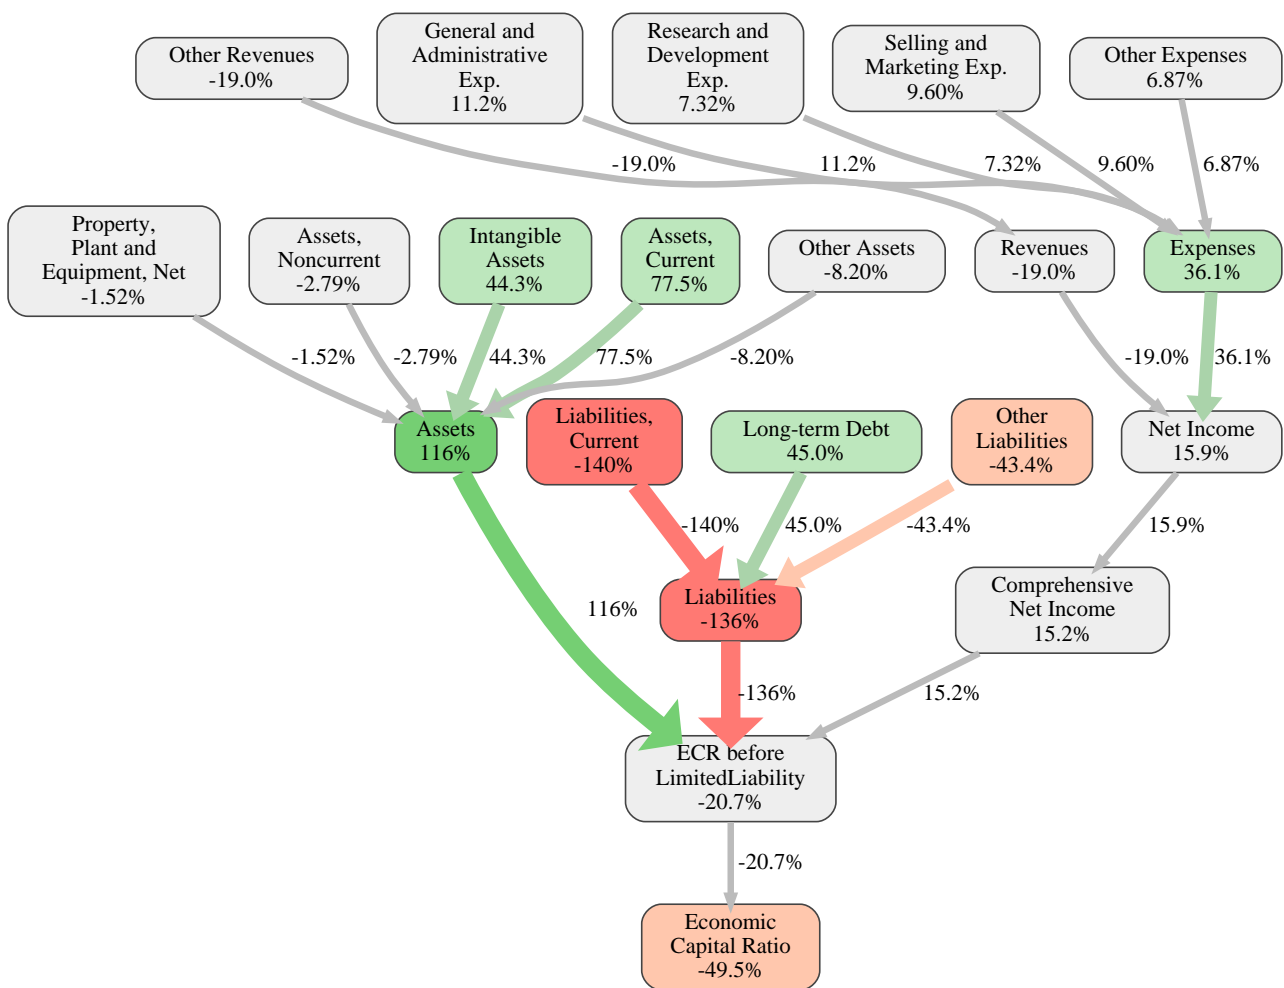 Other Revenues
-19.0%
General and
Administrative
Exp.
11.2%
Research and
Development
Exp.
7.32%
Selling and
Marketing Exp.
9.60%
Other Expenses
6.87%
-19.0%
11.2%
7.32%
9.60%
6.87%
Property,
Plant and
Equipment, Net
-1.52%
Assets,
Noncurrent
-2.79%
Intangible
Assets
44.3%
Assets,
Current
77.5%
Other Assets
-8.20%
Revenues
-19.0%
Expenses
36.1%
-1.52%
-2.79%
44.3%
77.5%
-8.20%
-19.0%
36.1%
Assets
116%
Liabilities,
Current
-140%
Long-term Debt
45.0%
Other
Liabilities
-43.4%
Net Income
15.9%
-140%
45.0%
-43.4%
15.9%
116%
Liabilities
-136%
Comprehensive
Net Income
15.2%
-136%
15.2%
ECR before
LimitedLiability
-20.7%
-20.7%
Economic
Capital Ratio
-49.5%